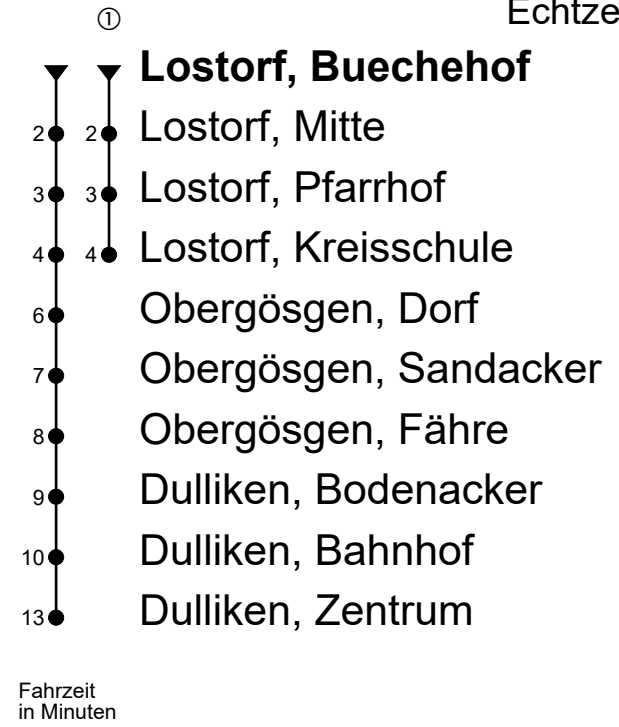 Echtze
①
Lostorf, Buechehof
2 2 Lostorf, Mitte
3 3 Lostorf, Pfarrhof
4 4 Lostorf, Kreisschule
6 Obergösgen, Dorf
7 Obergösgen, Sandacker
8 Obergösgen, Fähre
9 Dulliken, Bodenacker
10 Dulliken, Bahnhof
13 Dulliken, Zentrum
Fahrzeit
in Minuten